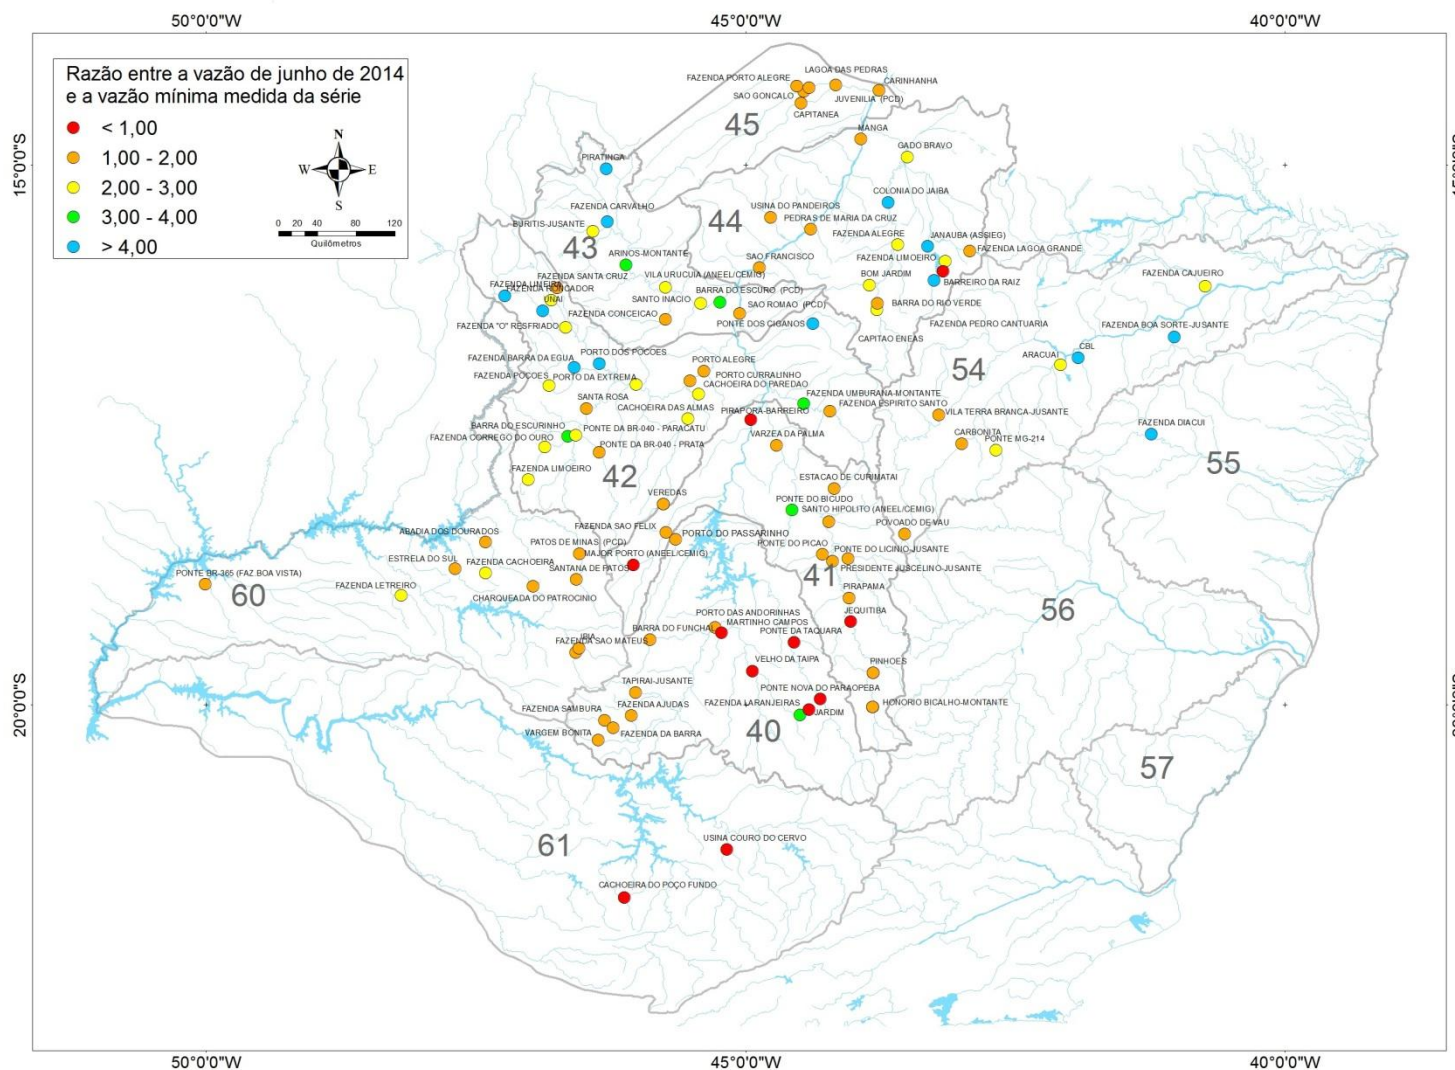 50°0'0"W
45°0'0"W
40°0'0"W
Razão entre a vazão de junho de 2014
e a vazão mínima medida da série
< 1,00
1,00 - 2,00
2,00 - 3,00
3,00 - 4,00
> 4,00
N
W
E
S
0 20 40 80 120
Quilômetros
15°0'0"S
LAGOA DAS PEDRAS
FAZENDA PORTO ALEGRE
CARINHANHA
SAO GONCALO
JUVENILIA (PCD)
CAPITANEA
45
MANGA
GADO BRAVO
PIRATINGA
COLONIA DO JAIBA
FAZENDA CARVALHO
USINA DO PANDEIROS
BURITIS-JUSANTE
44
PEDRAS DE MARIA DA CRUZ
43
FAZENDA ALEGRE
JANAUBA (ASSIEG)
ARINOS-MONTANTE
FAZENDA LAGOA GRANDE
SAO FRANCISCO
FAZENDA LIMOEIRO
FAZENDA SANTA CRUZ
VILA URUCUIA (ANEEL/CEMIG)
BOM JARDIM
BARREIRO DA RAIZ
FAZENDA CAJUEIRO
FAZENDA LIMEIRA
FAZENDA RONCADOR
BARRA DO ESCURO (PCD)
UNAI
SANTO INACIO
SAO ROMAO (PCD)
BARRA DO RIO VERDE
FAZENDA CONCEICAO
FAZENDA "O" RESFRIADO
PONTE DOS CIGANOS
FAZENDA PEDRO CANTUARIA
FAZENDA BOA SORTE-JUSANTE
CAPITAO ENEAS
CBL
FAZENDA BARRA DA EGUA
PORTO DOS POCOES
ARACUAI
PORTO ALEGRE
54
FAZENDA POCOES
PORTO DA EXTREMA
PORTO CURRALINHO
CACHOEIRA DO PAREDAO
FAZENDA UMBURANA-MONTANTE
SANTA ROSA
FAZENDA ESPIRITO SANTO
CACHOEIRA DAS ALMAS
PIRAPORA-BARREIRO
VILA TERRA BRANCA-JUSANTE
BARRA DO ESCURINHO
PONTE DA BR-040 - PARACATU
VARZEA DA PALMA
CARBONITA
FAZENDA DIACUI
FAZENDA CORREGO DO OURO
PONTE DA BR-040 - PRATA
PONTE MG-214
55
FAZENDA LIMOEIRO
42
ESTACAO DE CURIMATAI
VEREDAS
PONTE DO BICUDO
SANTO HIPOLITO (ANEEL/CEMIG)
FAZENDA SAO FELIX
POVOADO DE VAU
ABADIA DOS DOURADOS
PORTO DO PASSARINHO
PATOS DE MINAS (PCD)
PONTE DO PICAO
PONTE DO LICINIO-JUSANTE
MAJOR PORTO (ANEEL/CEMIG)
ESTRELA DO SUL
FAZENDA CACHOEIRA
SANTANA DE PATOS
PRESIDENTE JUSCELINO-JUSANTE
PONTE BR-365 (FAZ BOA VISTA)
41
FAZENDA LETREIRO
PIRAPAMA
60
CHARQUEADA DO PATROCINIO
JEQUITIBA
56
PORTO DAS ANDORINHAS
MARTINHO CAMPOS
BARRA DO FUNCHAL
PONTE DA TAQUARA
IBIA
FAZENDA SAO MATEUS
VELHO DA TAIPA
PINHOES
TAPIRAI-JUSANTE
PONTE NOVA DO PARAOPEBA
20°0'0"S
FAZENDA SAMBURA
FAZENDA AJUDAS
FAZENDA LARANJEIRAS
HONORIO BICALHO-MONTANTE
JARDIM
VARGEM BONITA
FAZENDA DA BARRA
40
57
61
USINA COURO DO CERVO
CACHOEIRA DO POÇO FUNDO
50°0'0"W
45°0'0"W
40°0'0"W